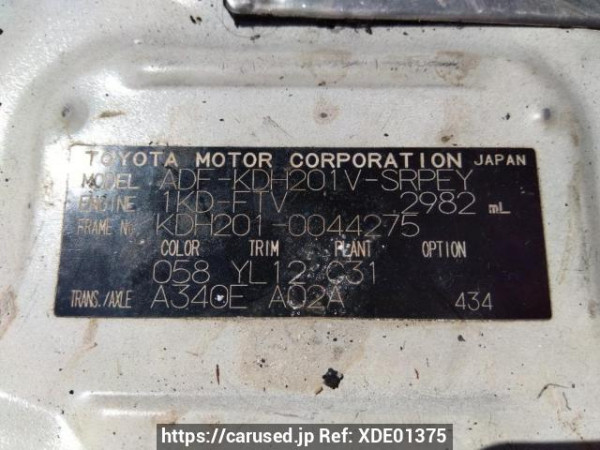 TOYOTA MOTOR CORPORATION JAPAN
MODEL ADF-KDH201V-SRPEY
ENGINE 1KD-FTV 2982 mL
FRAME No. KDH201-0044275
COLOR TRIM PLANT OPTION
058 YL12 C31
TRANS./AXLE A340E A02A 434
https://carused.jp Ref: XDE01375